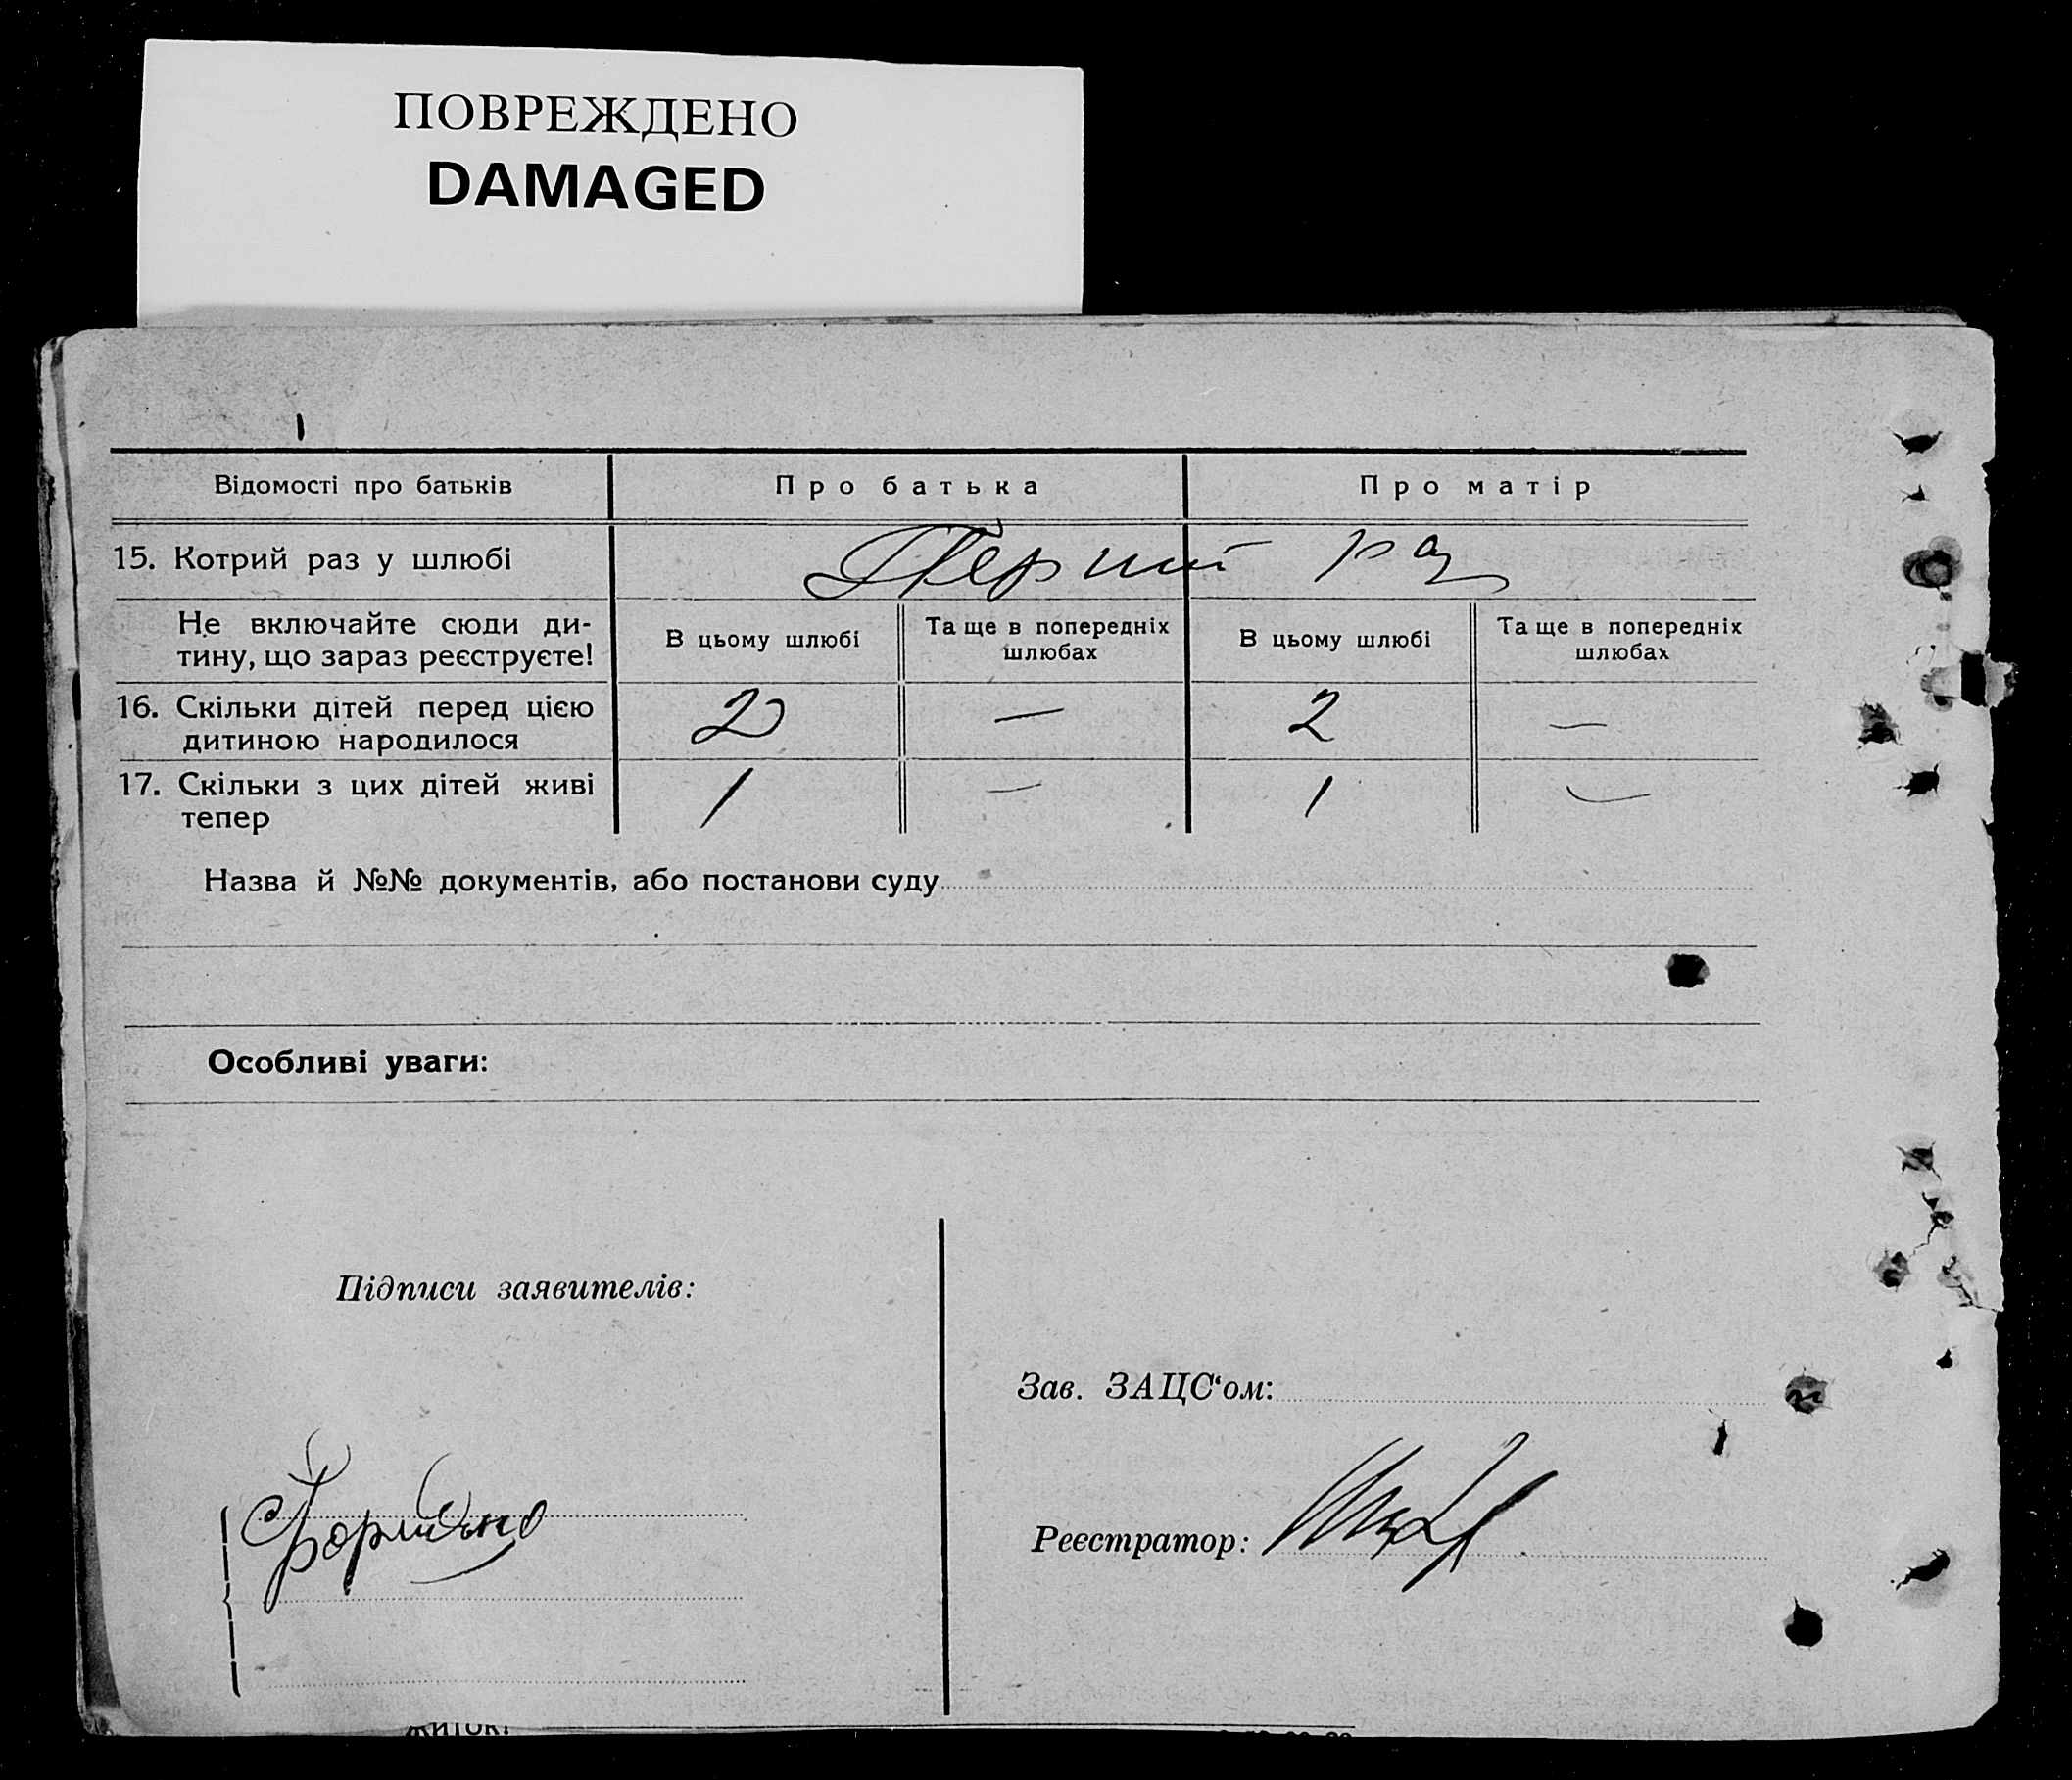 ПОВРЕЖДЕНО
DAMAGED
Відомості про батьків
Про батька
Про матір
15. Котрий раз у шлюбі
Перший раз
Не включайте сюди ди-
тину, що зараз реєструєте!
В цьому шлюбі
Та ще в попередніх
шлюбах
В цьому шлюбі
Та ще в попередніх
шлюбах
16. Скільки дітей перед цією
дитиною народилося
2 — 2 —
17. Скільки з цих дітей живі
тепер
1 — 1 —
Назва й №№ документів, або постанови суду
Особливі уваги:
Підписи заявителів:
Зав. ЗАЦС‘ом:
Реєстратор: